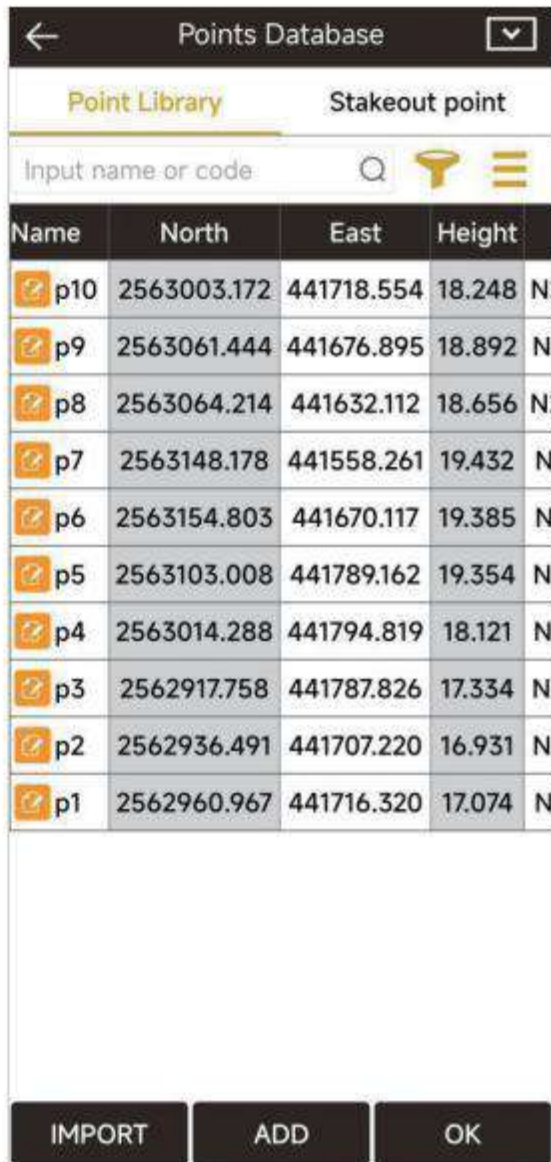 Points Database
Point Library Stakeout point
Input name or code
Name North East Height
p10 2563003.172 441718.554 18.248 N
p9 2563061.444 441676.895 18.892 N
p8 2563064.214 441632.112 18.656 N
p7 2563148.178 441558.261 19.432 N
p6 2563154.803 441670.117 19.385 N
p5 2563103.008 441789.162 19.354 N
p4 2563014.288 441794.819 18.121 N
p3 2562917.758 441787.826 17.334 N
p2 2562936.491 441707.220 16.931 N
p1 2562960.967 441716.320 17.074 N
IMPORT ADD OK